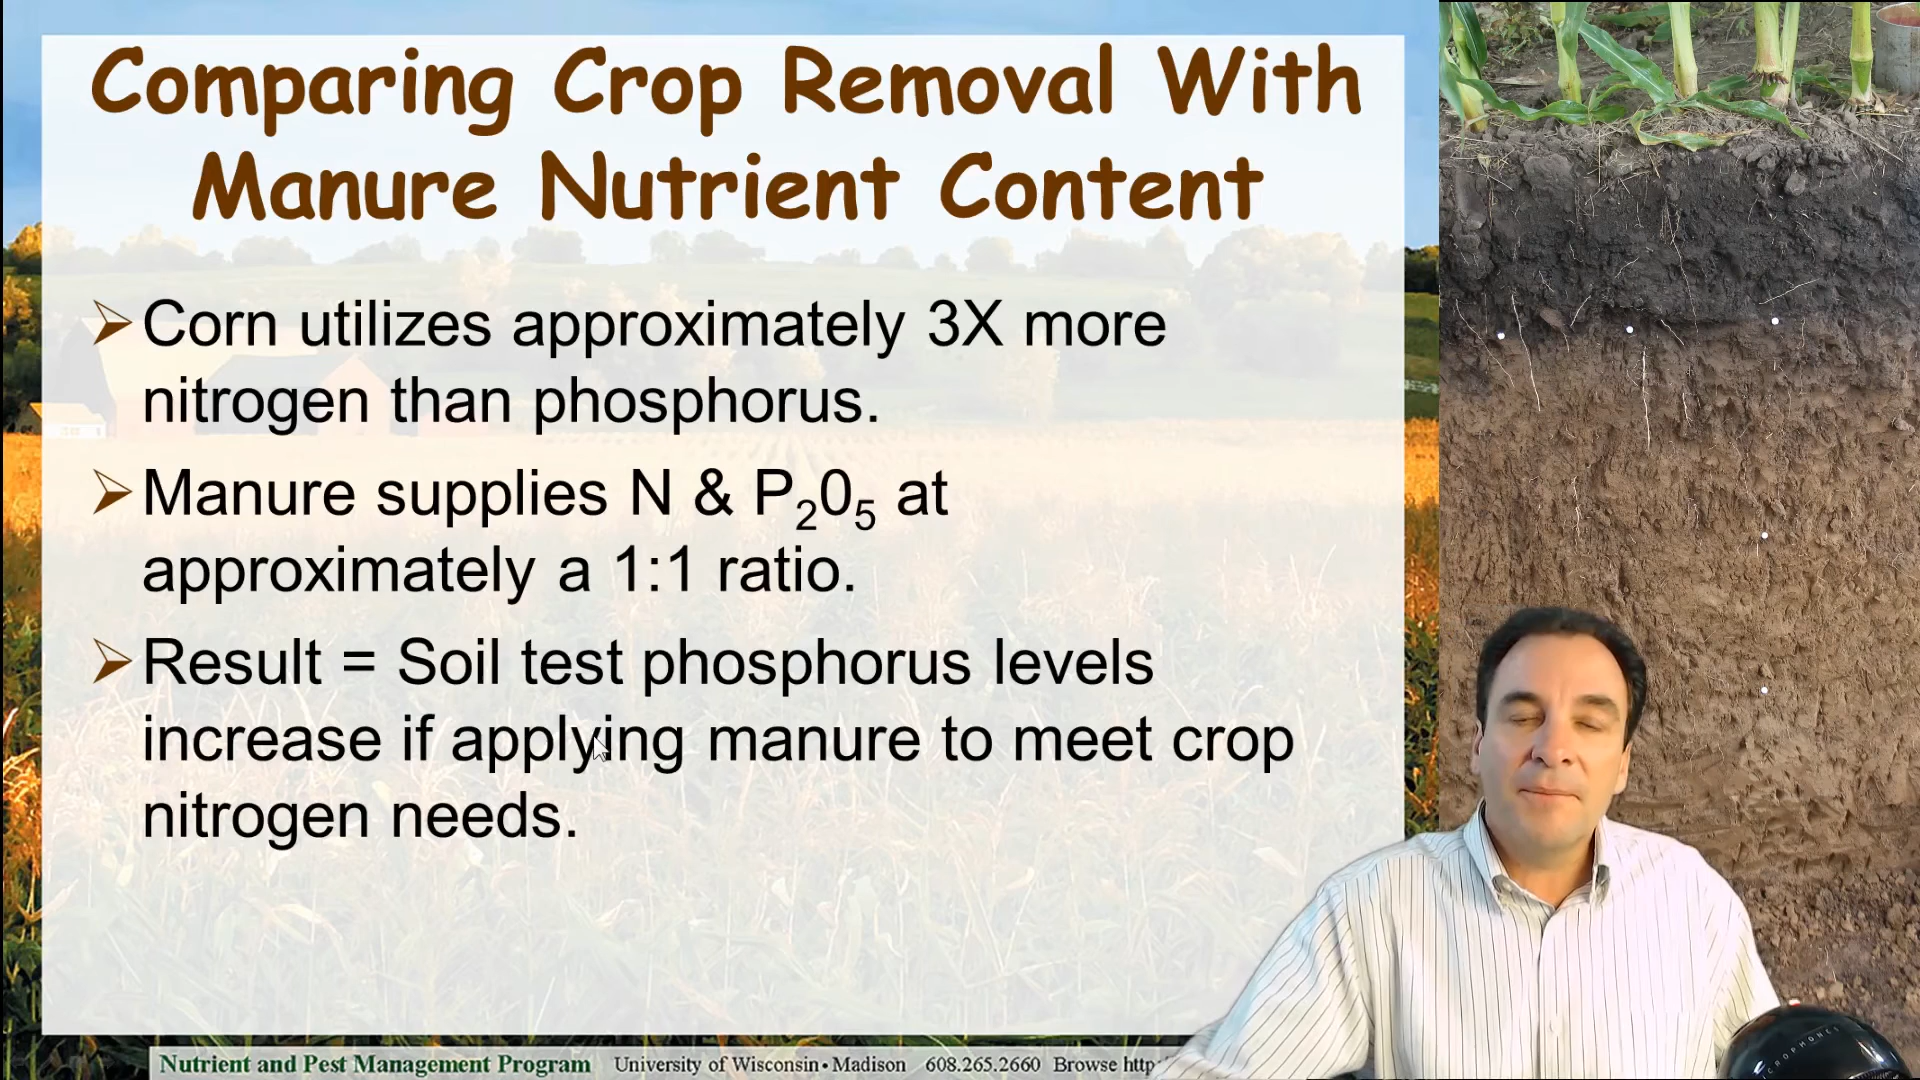 Comparing Crop Removal With
Manure Nutrient Content
Corn utilizes approximately 3X more
nitrogen than phosphorus.
Manure supplies N & P₂0₅ at
approximately a 1:1 ratio.
Result = Soil test phosphorus levels
increase if applying manure to meet crop
nitrogen needs.
Nutrient and Pest Management Program University of Wisconsin•Madison 608.265.2660 Browse http: